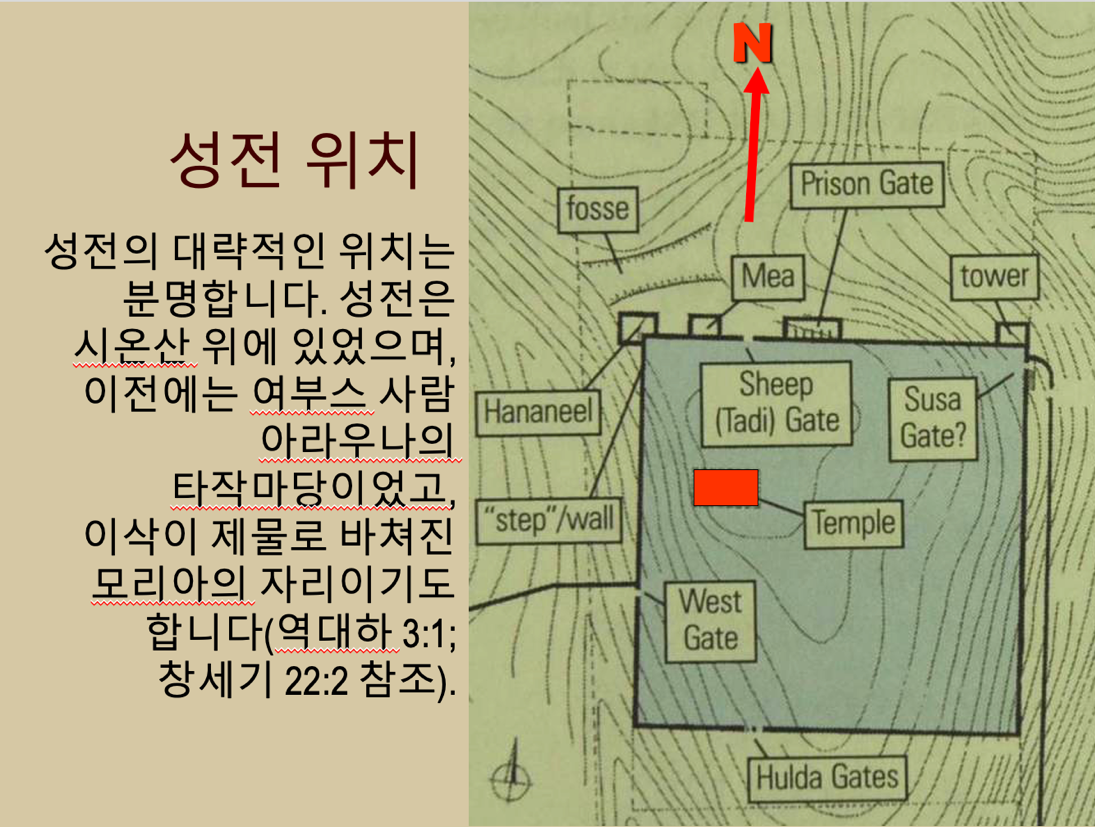 성전 위치
성전의 대략적인 위치는
분명합니다. 성전은
시온산 위에 있었으며,
이전에는 여부스 사람
아라우나의
타작마당이었고,
이삭이 제물로 바쳐진
모리아의 자리이기도
합니다(역대하 3:1;
창세기 22:2 참조).
N
Prison Gate
fosse
Mea
tower
Sheep
(Tadi) Gate
Susa
Gate?
Hananeel
"step"/wall
Temple
West
Gate
Hulda Gates